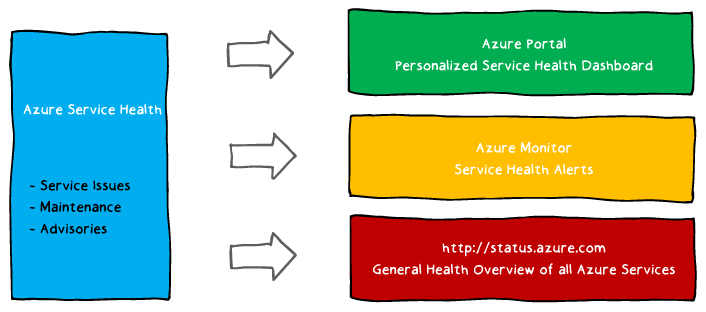 Azure Service Health
- Service Issues
- Maintenance
- Advisories
Azure Portal
Personalized Service Health Dashboard
Azure Monitor
Service Health Alerts
http://status.azure.com
General Health Overview of all Azure Services